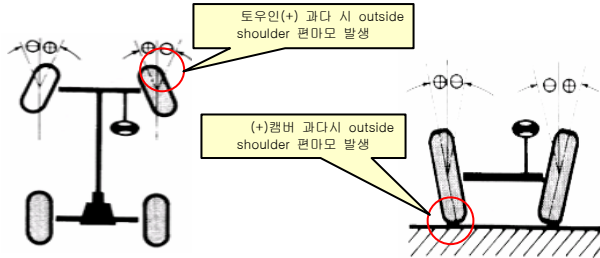 토우인(+) 과다 시 outside
shoulder 편마모 발생
(+)캠버 과다시 outside
shoulder 편마모 발생